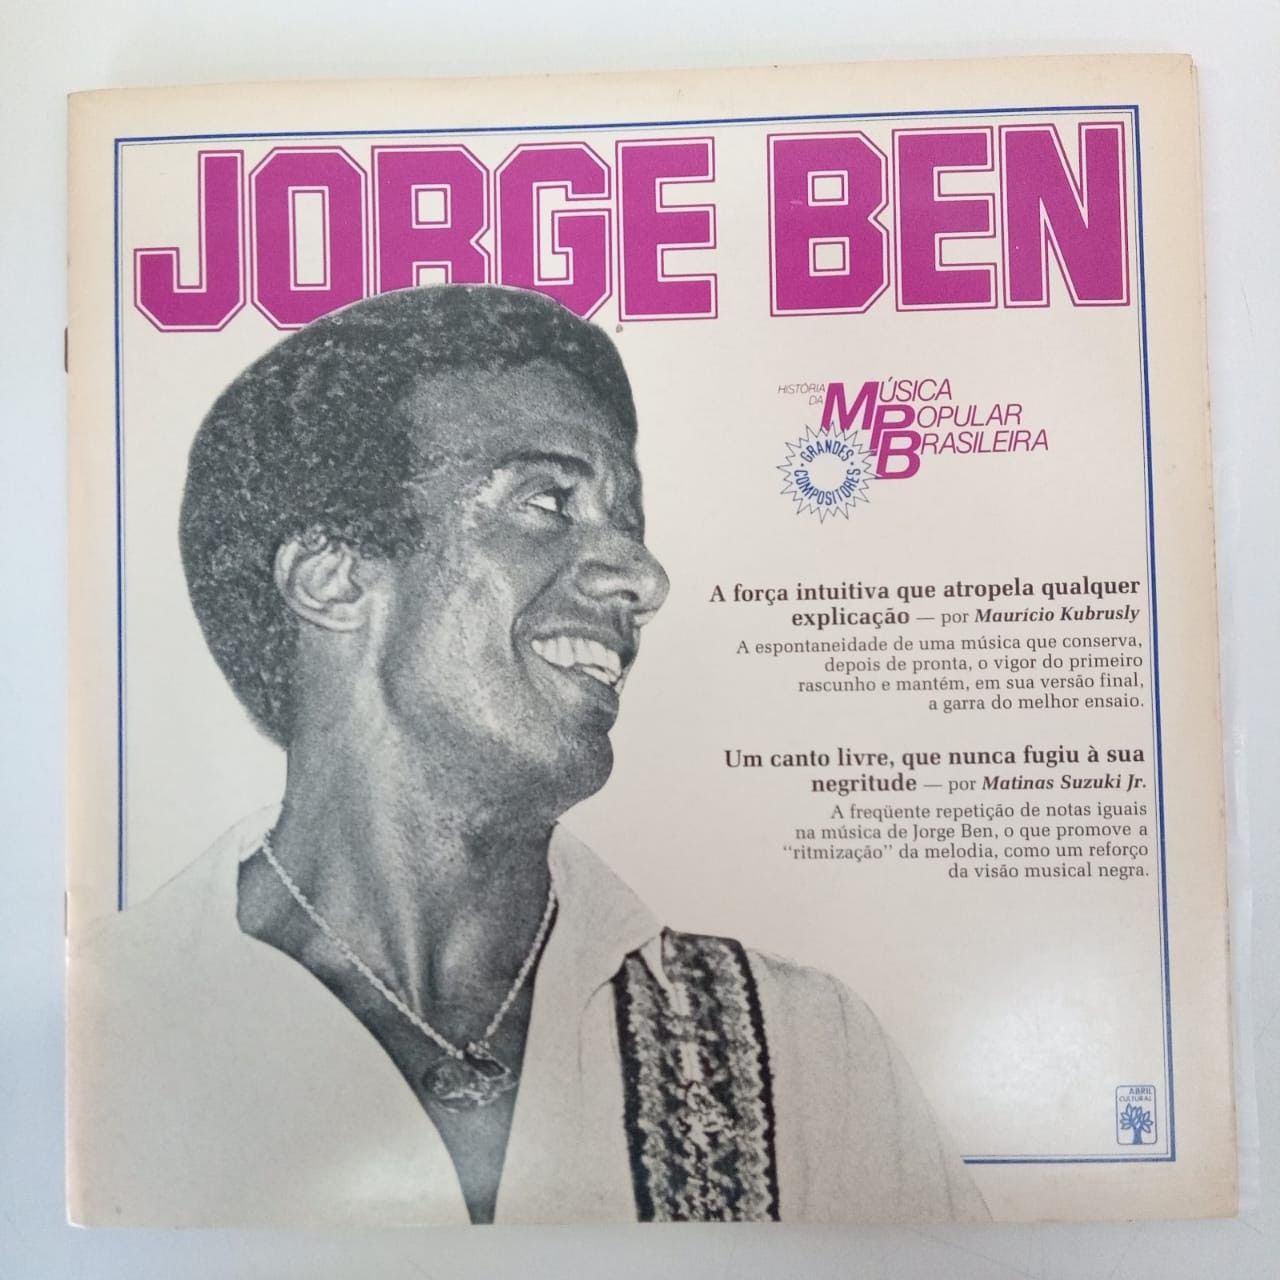 JORGE BEN
HISTÓRIA
DA
MÚSICA
POPULAR
BRASILEIRA
GRANDES
COMPOSITORES
A força intuitiva que atropela qualquer
explicação — por Maurício Kubrusly
A espontaneidade de uma música que conserva,
depois de pronta, o vigor do primeiro
rascunho e mantém, em sua versão final,
a garra do melhor ensaio.
Um canto livre, que nunca fugiu à sua
negritude — por Matinas Suzuki Jr.
A freqüente repetição de notas iguais
na música de Jorge Ben, o que promove a
“ritmização” da melodia, como um reforço
da visão musical negra.
ABRIL
CULTURAL